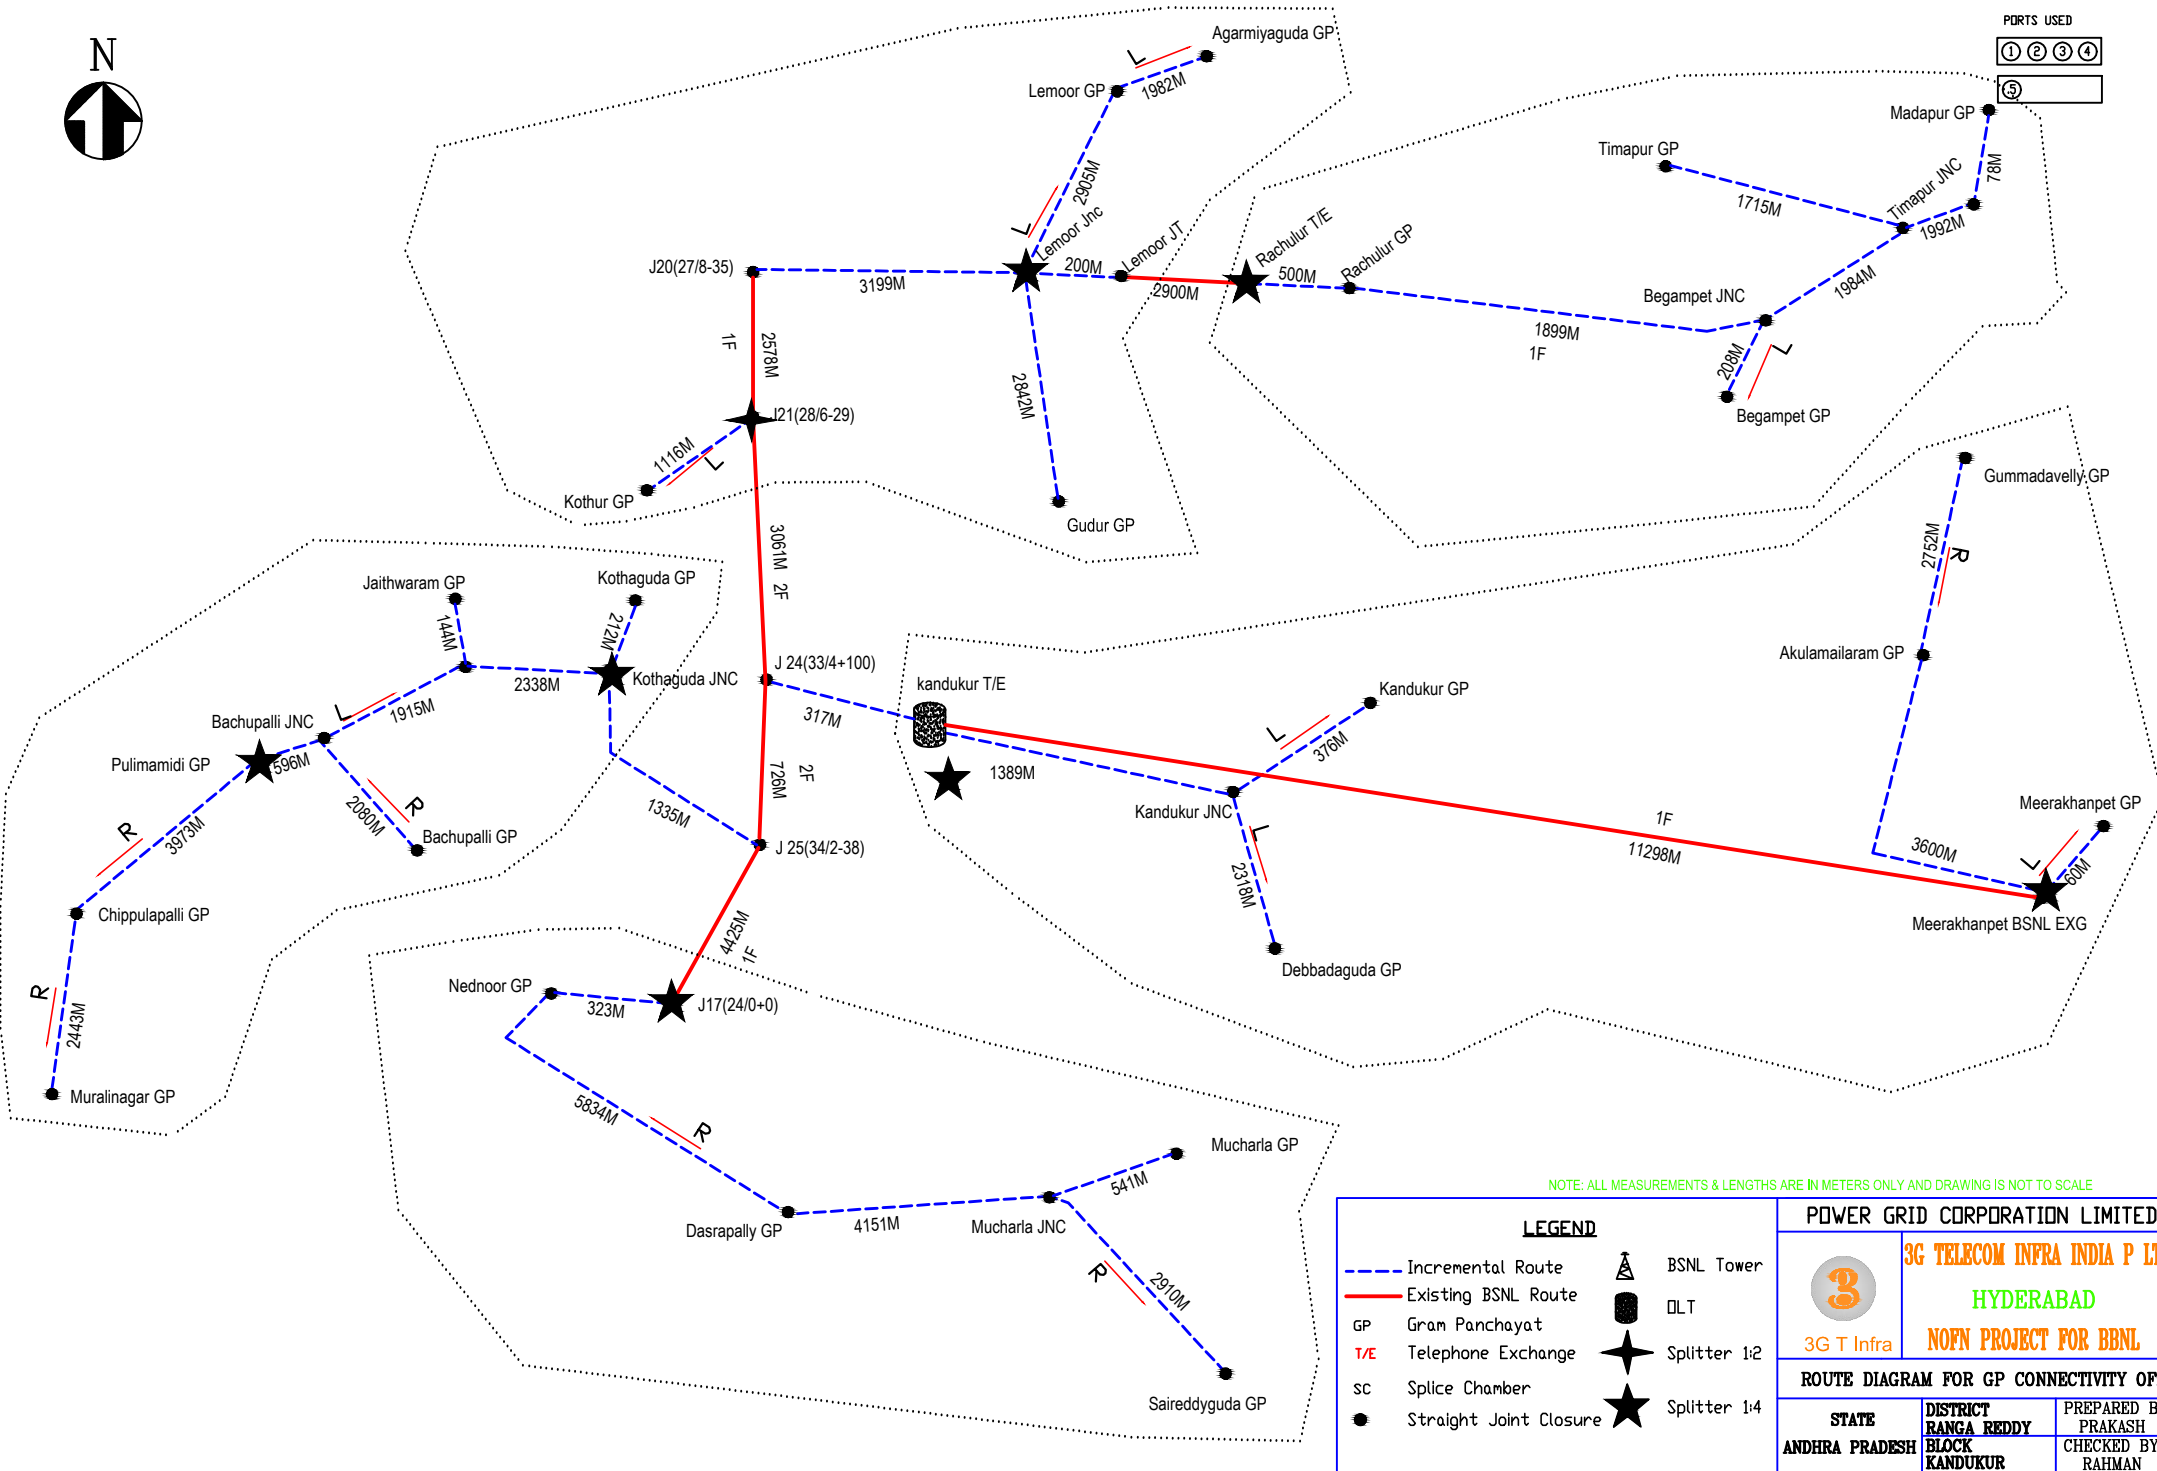 N
PORTS USED
1 2 3 4
5
Agarmiyaguda GP
L
1982M
Lemoor GP
2905M
L
Lemoor Jnc
Madapur GP
78M
Timapur GP
1715M
Timapur JNC
1992M
1984M
J20(27/8-35)
3199M
200M
Lemoor JT
2900M
Rachulur T/E
500M
Rachulur GP
Begampet JNC
1899M
1F
208M
L
Begampet GP
1F
2578M
2842M
J21(28/6-29)
1116M
L
Kothur GP
Gudur GP
Gummadavelly GP
2752M
R
3061M 2F
Jaithwaram GP
Kothaguda GP
144M
212M
2338M
Kothaguda JNC
J 24(33/4+100)
317M
kandukur T/E
Akulamailaram GP
Kandukur GP
L
376M
Bachupalli JNC
L
1915M
Pulimamidi GP
596M
2080M
R
Bachupalli GP
R
3973M
1335M
726M
2F
J 25(34/2-38)
1389M
Kandukur JNC
1F
11298M
L
2318M
Debbadaguda GP
3600M
Meerakhanpet GP
L
60M
Meerakhanpet BSNL EXG
Chippulapalli GP
R
2443M
Muralinagar GP
4425M
1F
Nednoor GP
323M
J17(24/0+0)
5834M
R
Dasrapally GP
4151M
Mucharla JNC
541M
Mucharla GP
R
2910M
Saireddyguda GP
NOTE: ALL MEASUREMENTS & LENGTHS ARE IN METERS ONLY AND DRAWING IS NOT TO SCALE
LEGEND
Incremental Route
Existing BSNL Route
GP Gram Panchayat
T/E Telephone Exchange
SC Splice Chamber
Straight Joint Closure
BSNL Tower
OLT
Splitter 1:2
Splitter 1:4
POWER GRID CORPORATION LIMITED
3
3G T Infra
3G TELECOM INFRA INDIA P LT
HYDERABAD
NOFN PROJECT FOR BBNL
ROUTE DIAGRAM FOR GP CONNECTIVITY OF
STATE
ANDHRA PRADESH
DISTRICT
RANGA REDDY
BLOCK
KANDUKUR
PREPARED B
PRAKASH
CHECKED BY
RAHMAN